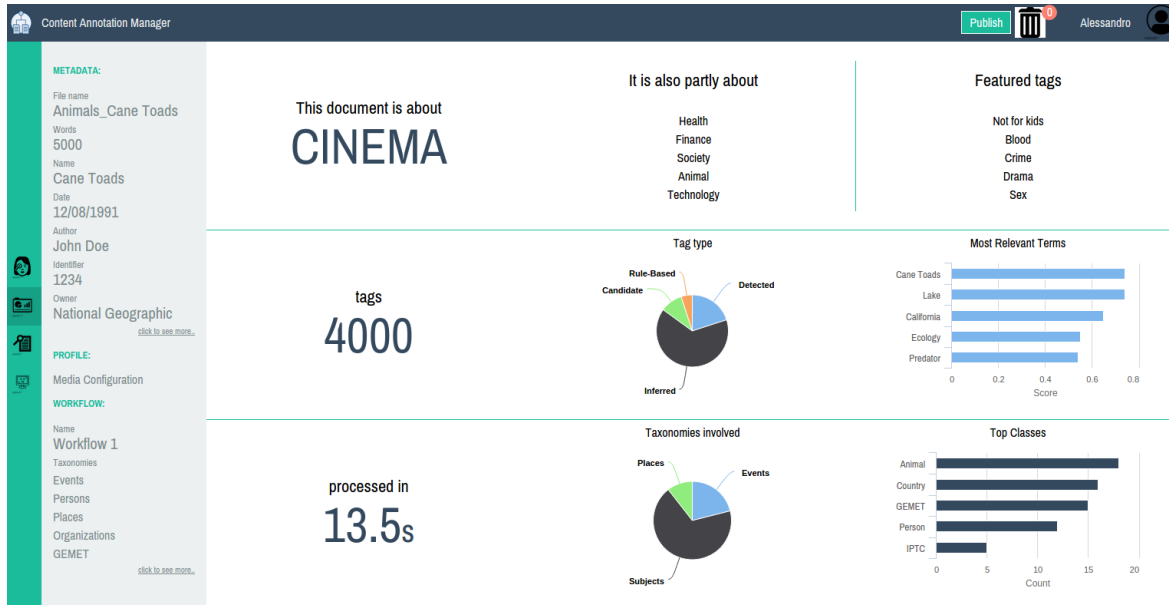 Content Annotation Manager
Publish
0
Alessandro
METADATA:
File name
Animals_Cane Toads
Words
5000
Name
Cane Toads
Date
12/08/1991
Author
John Doe
Identifier
1234
Owner
National Geographic
click to see more..
PROFILE:
Media Configuration
WORKFLOW:
Name
Workflow 1
Taxonomies
Events
Persons
Places
Organizations
GEMET
click to see more..
This document is about
CINEMA
It is also partly about
Health
Finance
Society
Animal
Technology
Featured tags
Not for kids
Blood
Crime
Drama
Sex
tags
4000
Tag type
Rule-Based
Candidate
Detected
Inferred
Most Relevant Terms
Cane Toads
Lake
California
Ecology
Predator
0 0.2 0.4 0.6 0.8
Score
processed in
13.5s
Taxonomies involved
Places
Events
Subjects
Top Classes
Animal
Country
GEMET
Person
IPTC
0 5 10 15 20
Count